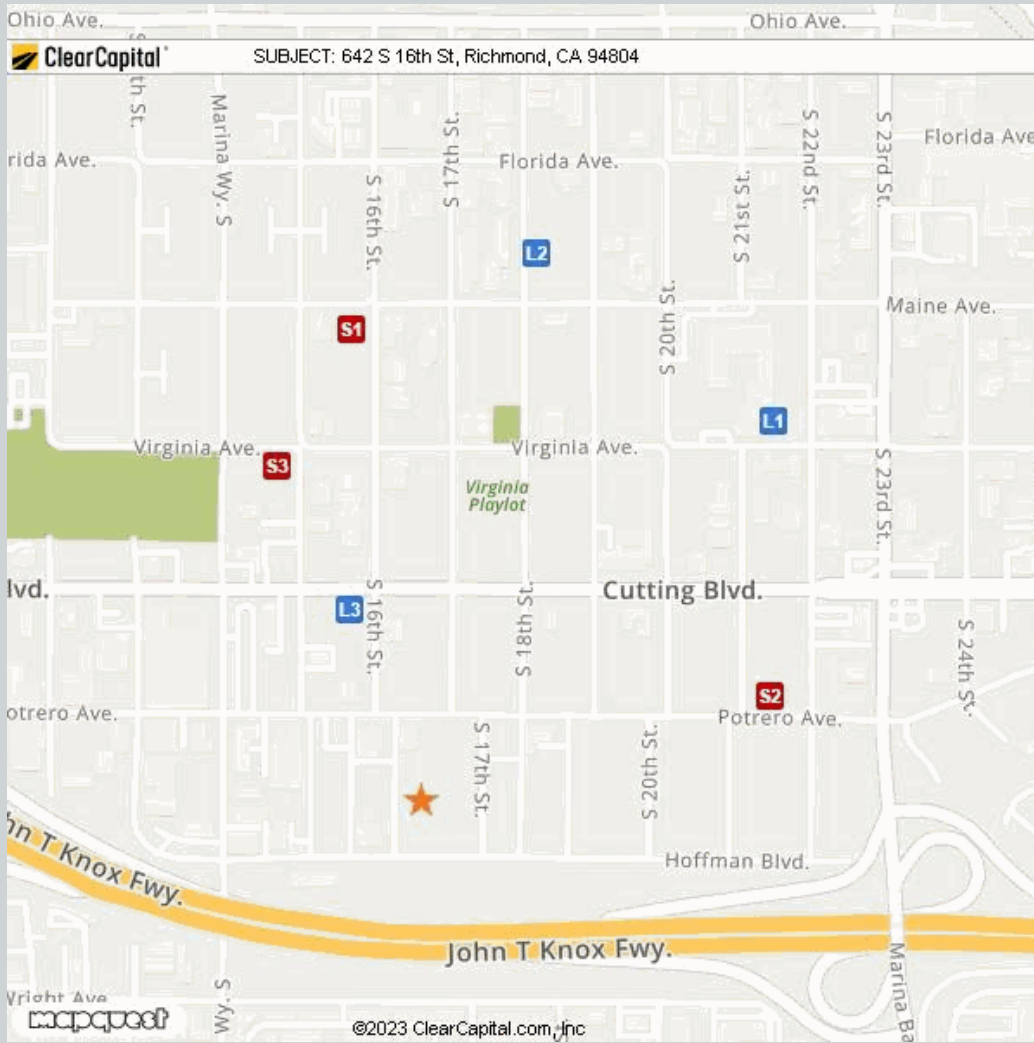 Ohio Ave.
Ohio Ave.
ClearCapital
SUBJECT: 642 S 16th St, Richmond, CA 94804
th St.
Marina Wy. S
S 17th St.
S 22nd St.
S 23rd St.
Florida Ave
rida Ave.
Florida Ave.
S 16th St.
S 21st St.
L2
S 20th St.
Maine Ave.
S1
L1
Virginia Ave.
Virginia Ave.
S3
S 23rd St.
Virginia
Playlot
lvd.
Cutting Blvd.
L3
S 16th St.
S 18th St.
S 24th St.
S2
otrero Ave.
Potrero Ave.
S 17th St.
S 20th St.
hn T Knox Fwy.
Hoffman Blvd.
John T Knox Fwy.
Marina Ba
Wright Ave
Wy. S
mapquest
©2023 ClearCapital.com, Inc